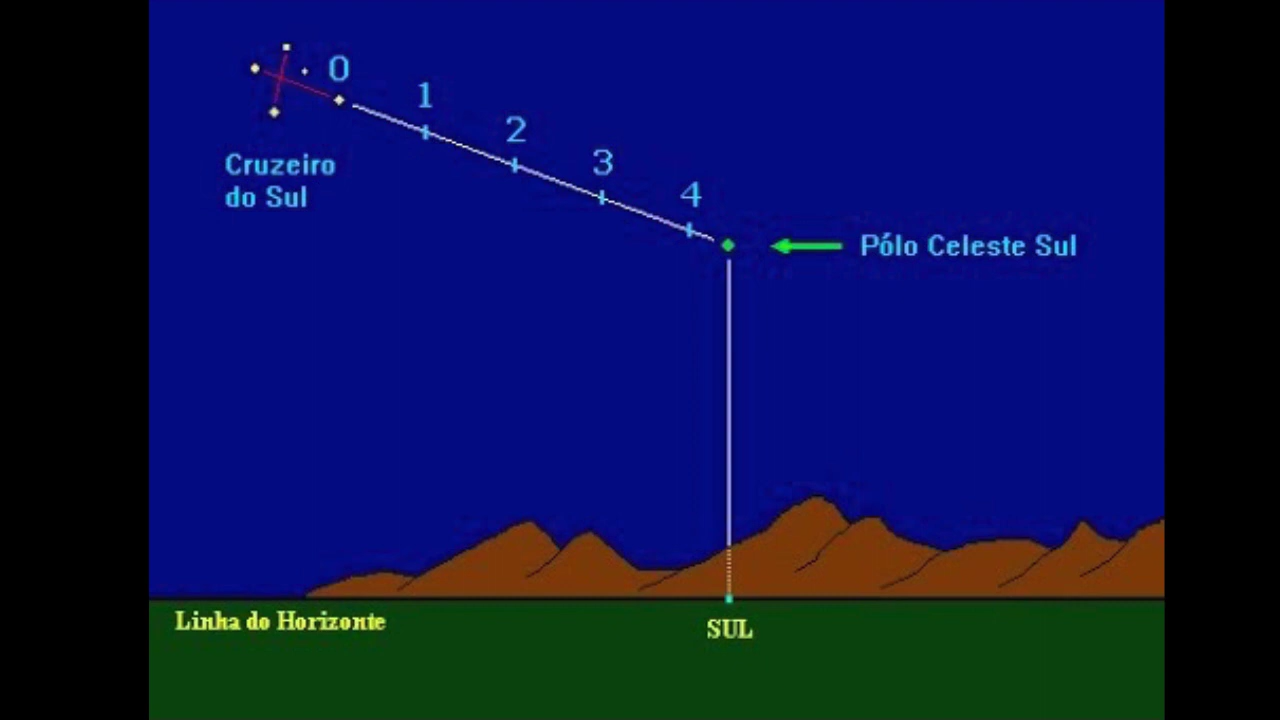 0
1
2
3
4
Cruzeiro
do Sul
Pólo Celeste Sul
Linha do Horizonte
SUL